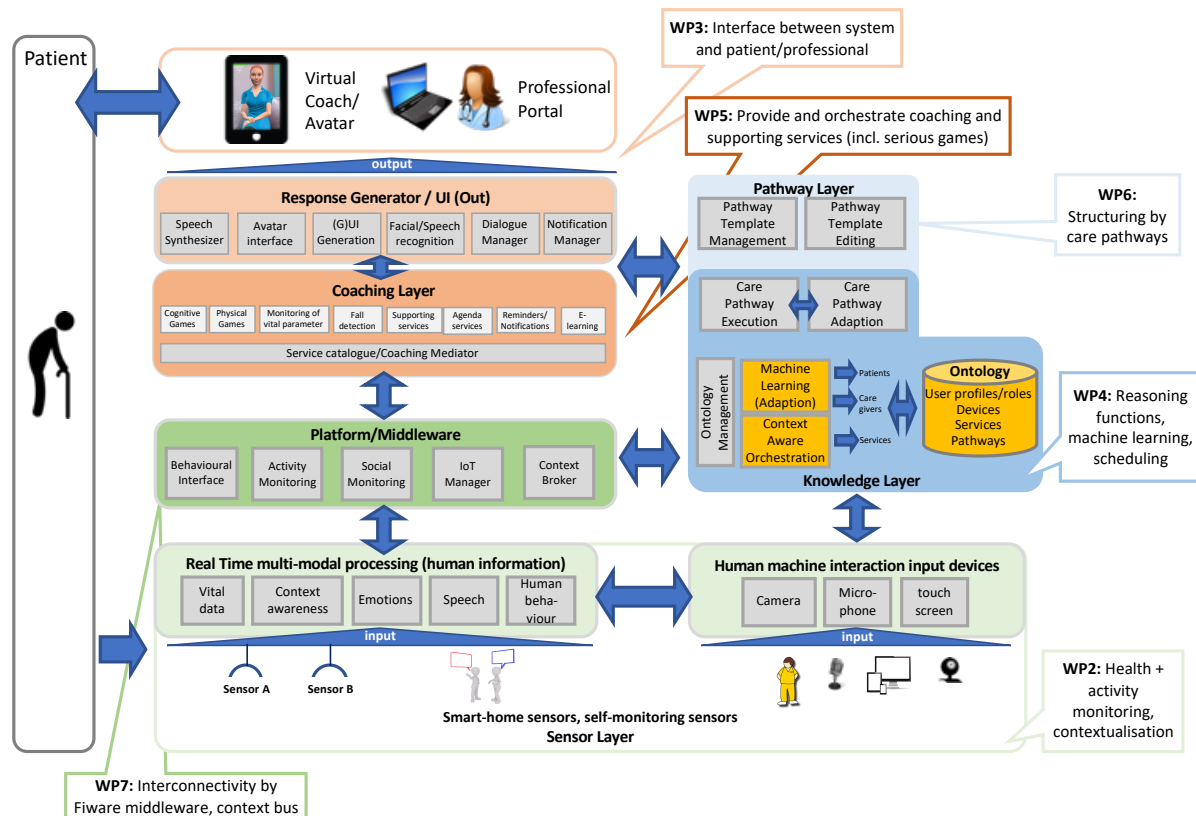 Patient
Virtual
Coach/
Avatar
Professional
Portal
WP3: Interface between system
and patient/professional
WP5: Provide and orchestrate coaching and
supporting services (incl. serious games)
output
Response Generator / UI (Out)
Speech
Synthesizer
Avatar
interface
(G)UI
Generation
Facial/Speech
recognition
Dialogue
Manager
Notification
Manager
Pathway Layer
Pathway
Template
Management
Pathway
Template
Editing
WP6:
Structuring by
care pathways
Coaching Layer
Cognitive
Games
Physical
Games
Monitoring of
vital parameter
Fall
detection
Supporting
services
Agenda
services
Reminders/
Notifications
E-
learning
Service catalogue/Coaching Mediator
Care
Pathway
Execution
Care
Pathway
Adaption
Ontology
Management
Machine
Learning
(Adaption)
Context
Aware
Orchestration
Patients
Care
givers
Services
Ontology
User profiles/roles
Devices
Services
Pathways
Knowledge Layer
WP4: Reasoning
functions,
machine learning,
scheduling
Platform/Middleware
Behavioural
Interface
Activity
Monitoring
Social
Monitoring
IoT
Manager
Context
Broker
Real Time multi-modal processing (human information)
Vital
data
Context
awareness
Emotions
Speech
Human
beha-
viour
input
Human machine interaction input devices
Camera
Micro-
phone
touch
screen
input
Sensor A
Sensor B
Smart-home sensors, self-monitoring sensors
Sensor Layer
WP2: Health +
activity
monitoring,
contextualisation
WP7: Interconnectivity by
Fiware middleware, context bus